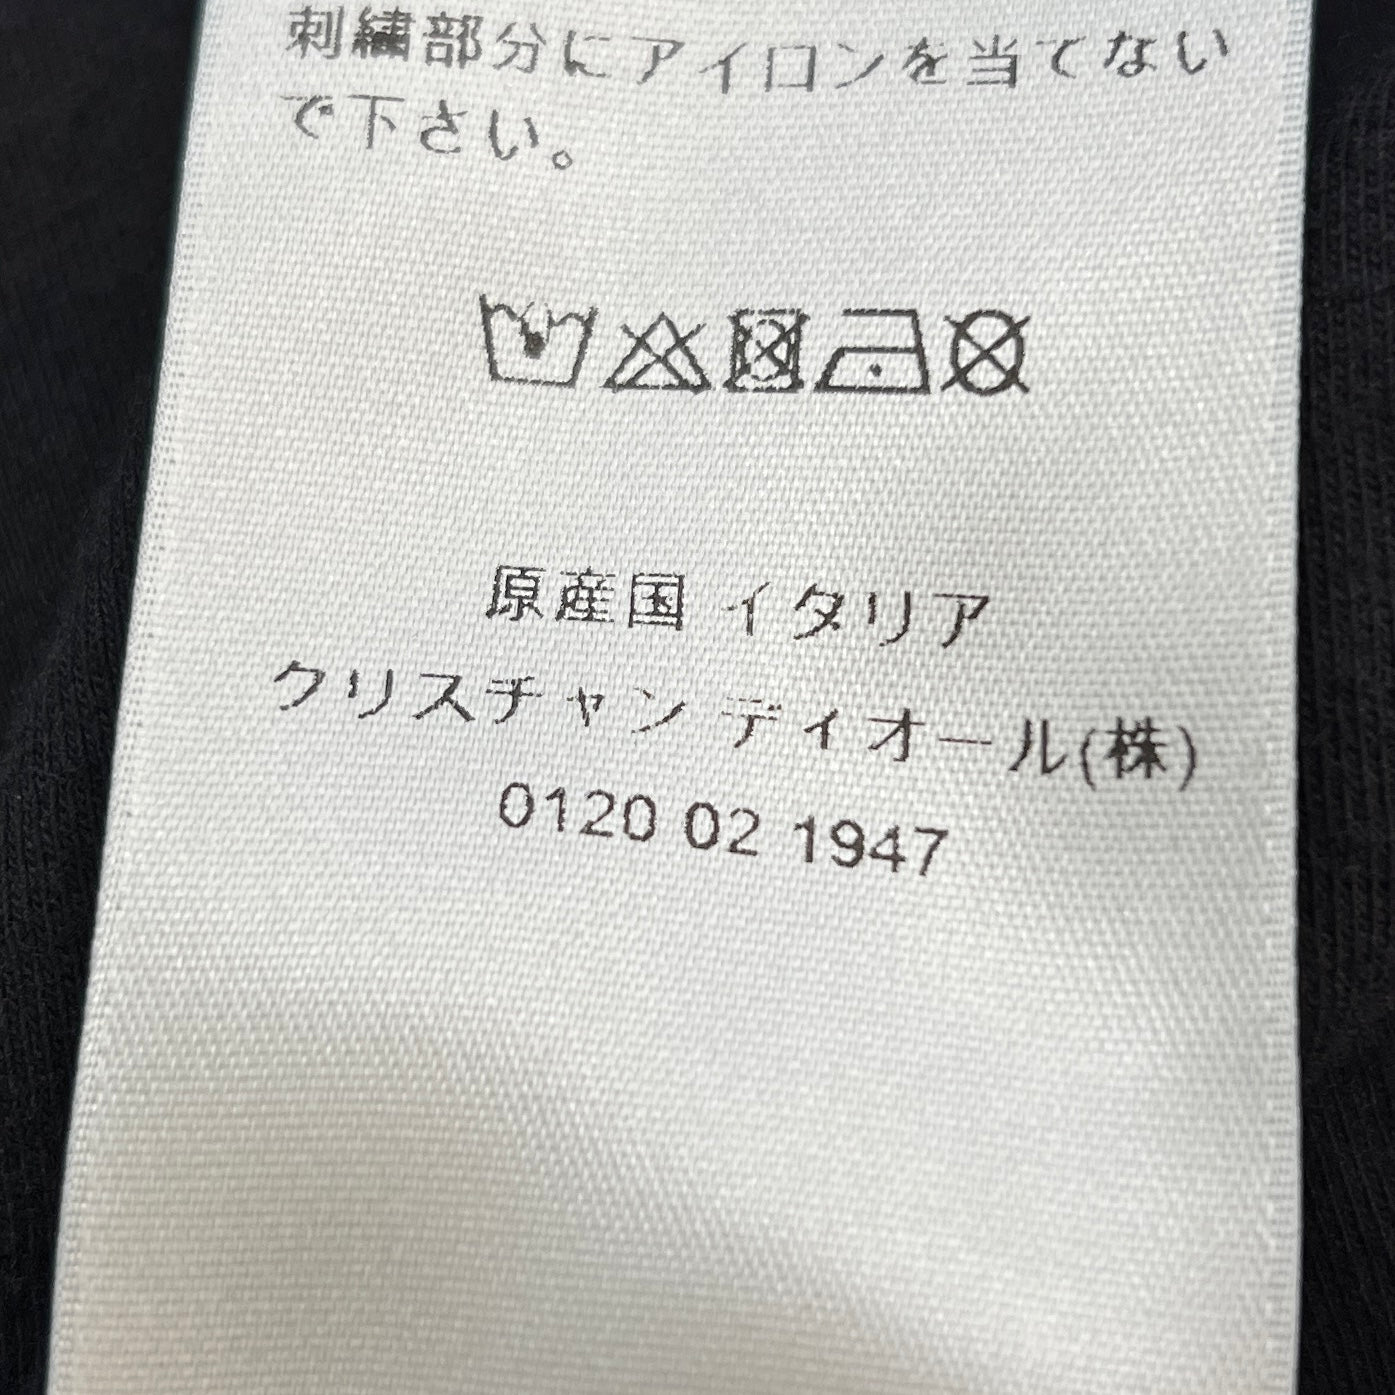 刺繍部分にアイロンを当てない
で下さい。
原産国 イタリア
クリスチャン ディオール(株)
0120 02 1947